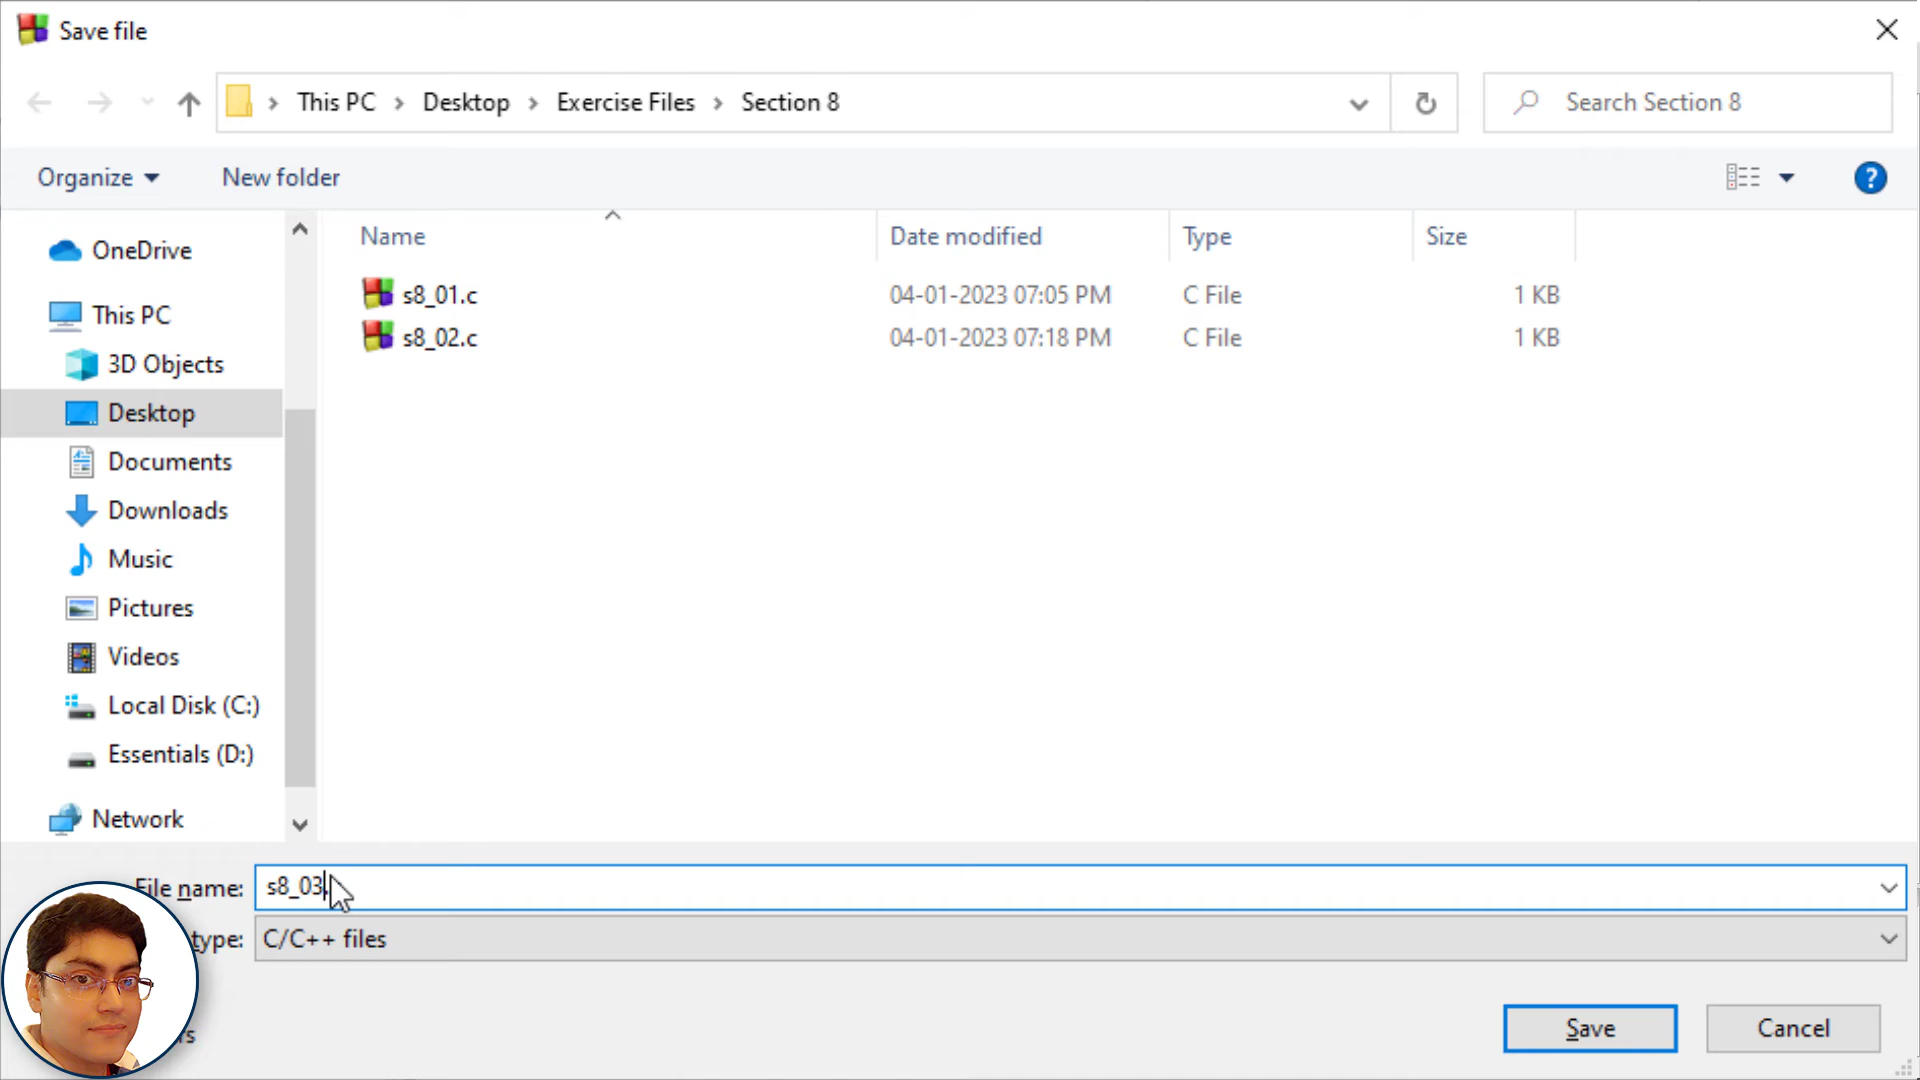 Save file
This PC Desktop Exercise Files Section 8
Search Section 8
Organize New folder
Name Date modified Type Size
s8_01.c 04-01-2023 07:05 PM C File 1 KB
s8_02.c 04-01-2023 07:18 PM C File 1 KB
OneDrive
This PC
3D Objects
Desktop
Documents
Downloads
Music
Pictures
Videos
Local Disk (C:)
Essentials (D:)
Network
File name: s8_03
type: C/C++ files
Save Cancel